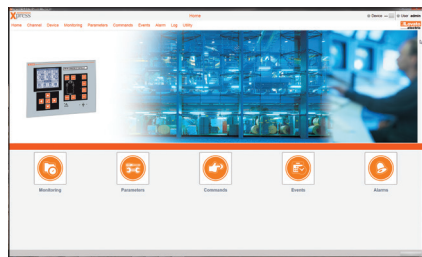 Xpress
Home
Device
User admin
Home Channel Device Monitoring Parameters Commands Events Alarm Log Utility
electric
Monitoring
Parameters
Commands
Events
Alarms